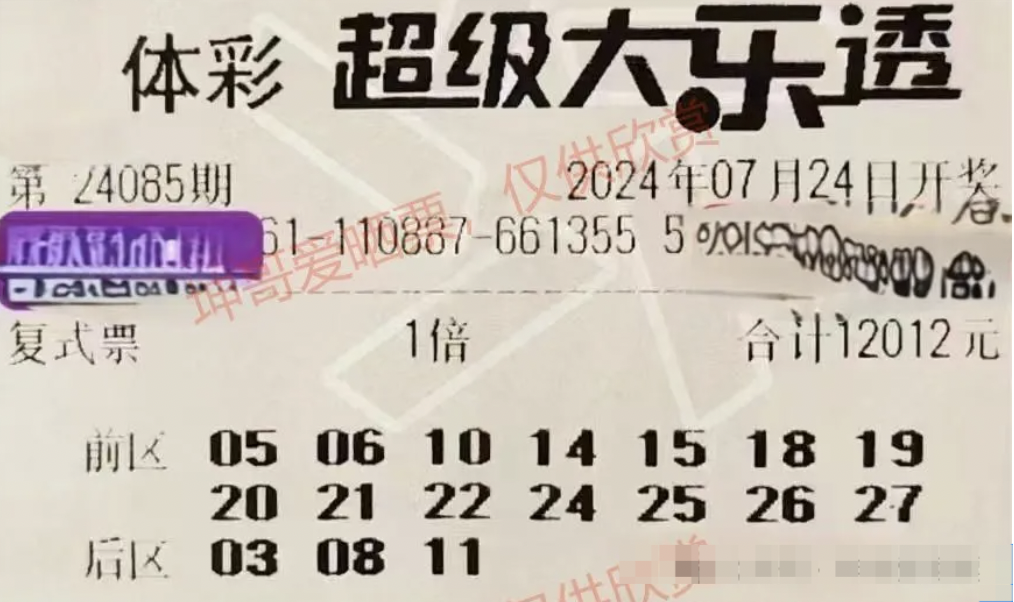 体彩 超级大乐透
第 24085期 2024年07月24日开奖
61-110887-661355 5
复式票 1倍 合计12012元
前区 05 06 10 14 15 18 19
20 21 22 24 25 26 27
后区 03 08 11
坤哥爱晒票,仅供欣赏
仅供欣赏